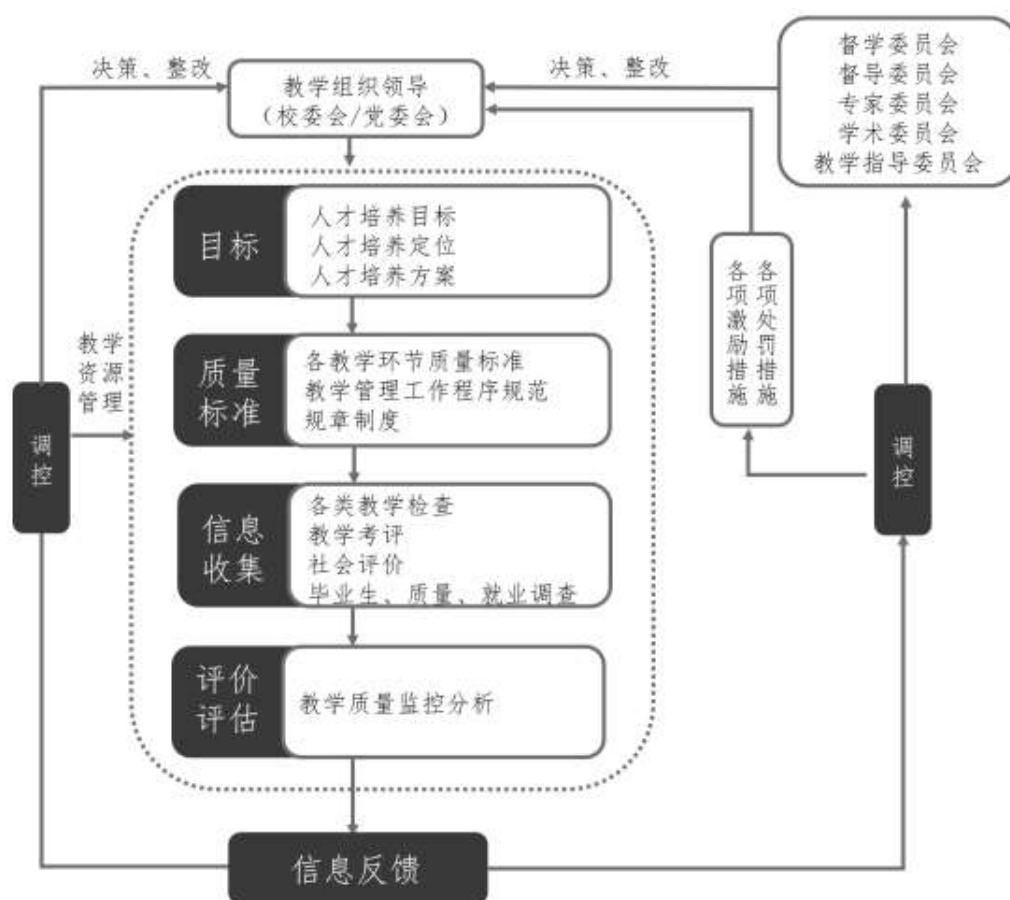 决策、整改
教学组织领导
（校委会/党委会）
决策、整改
督学委员会
督导委员会
专家委员会
学术委员会
教学指导委员会
目标
人才培养目标
人才培养定位
人才培养方案
各项激励措施
各项处罚措施
教学
资源
管理
质量
标准
各教学环节质量标准
教学管理工作程序规范
规章制度
调控
调控
信息
收集
各类教学检查
教学考评
社会评价
毕业生、质量、就业调查
评价
评估
教学质量监控分析
信息反馈